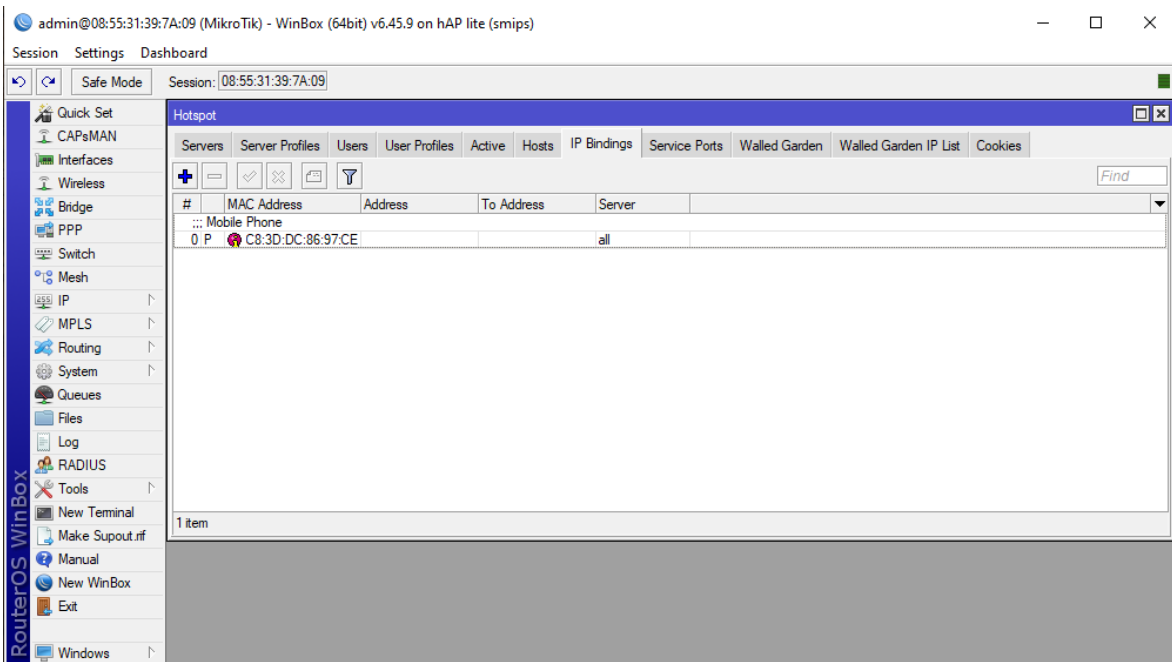 admin@08:55:31:39:7A:09 (MikroTik) - WinBox (64bit) v6.45.9 on hAP lite (smips)
Session Settings Dashboard
Safe Mode Session: 08:55:31:39:7A:09
Quick Set
CAPsMAN
Interfaces
Wireless
Bridge
PPP
Switch
Mesh
IP
MPLS
Routing
System
Queues
Files
Log
RADIUS
Tools
New Terminal
Make Supout.rif
Manual
New WinBox
Exit
Windows
RouterOS WinBox
Hotspot
Servers Server Profiles Users User Profiles Active Hosts IP Bindings Service Ports Walled Garden Walled Garden IP List Cookies
Find
# MAC Address Address To Address Server
::: Mobile Phone
0 P C8:3D:DC:86:97:CE all
1 item